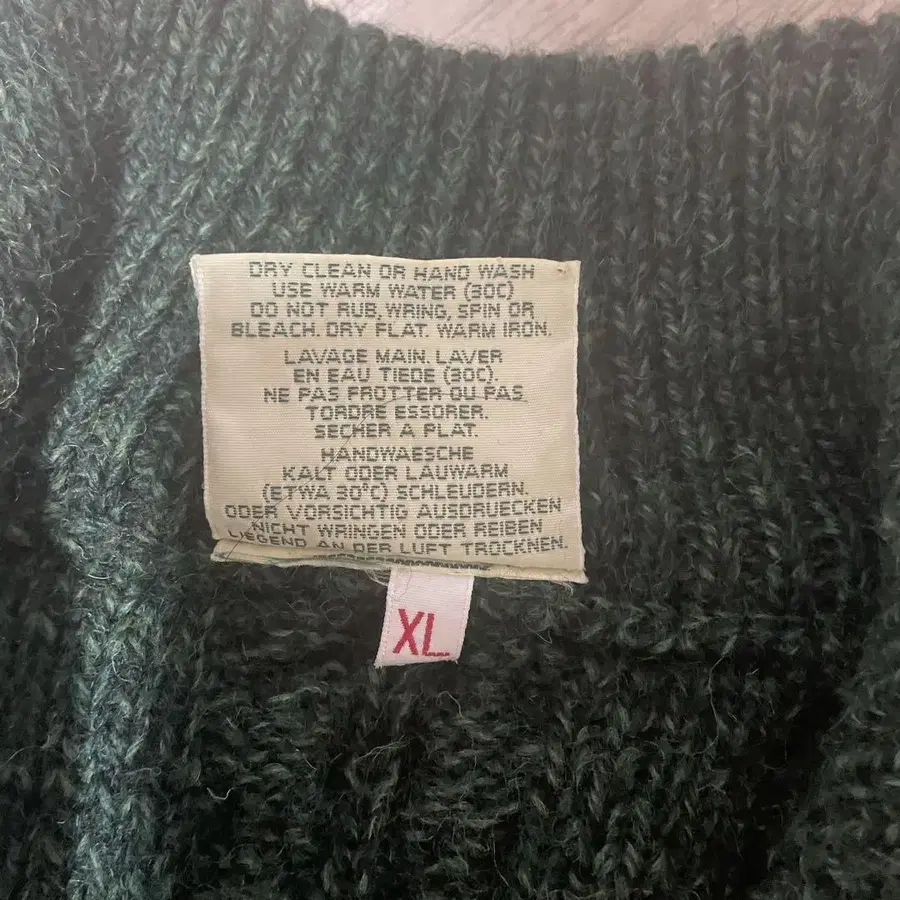 DRY CLEAN OR HAND WASH
USE WARM WATER (30C)
DO NOT RUB, WRING, SPIN OR
BLEACH. DRY FLAT. WARM IRON.
LAVAGE MAIN. LAVER
EN EAU TIEDE (30C).
NE PAS FROTTER OU PAS
TORDRE ESSORER.
SECHER A PLAT.
HANDWAESCHE
KALT ODER LAUWARM
(ETWA 30°C) SCHLEUDERN.
ODER VORSICHTIG AUSDRUECKEN
NICHT WRINGEN ODER REIBEN
LIEGEND AN DER LUFT TROCKNEN.
XL